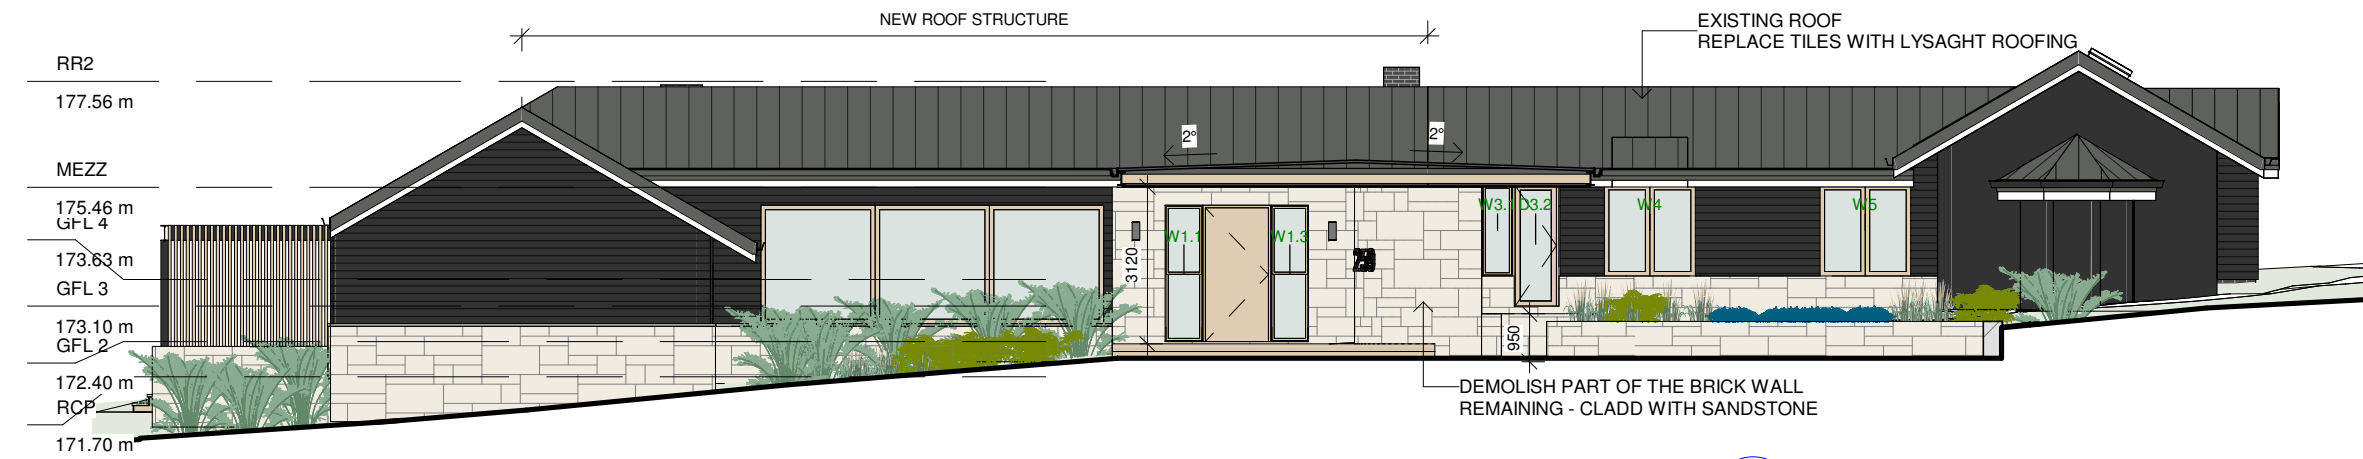 NEW ROOF STRUCTURE
EXISTING ROOF
REPLACE TILES WITH LYSAGHT ROOFING
RR2
177.56 m
MEZZ
175.46 m
GFL 4
173.63 m
GFL 3
173.10 m
GFL 2
172.40 m
RCP
171.70 m
2°
2°
W1.1
W1.3
3120
29
W3.1
D3.2
W4
W5
950
DEMOLISH PART OF THE BRICK WALL
REMAINING - CLADD WITH SANDSTONE